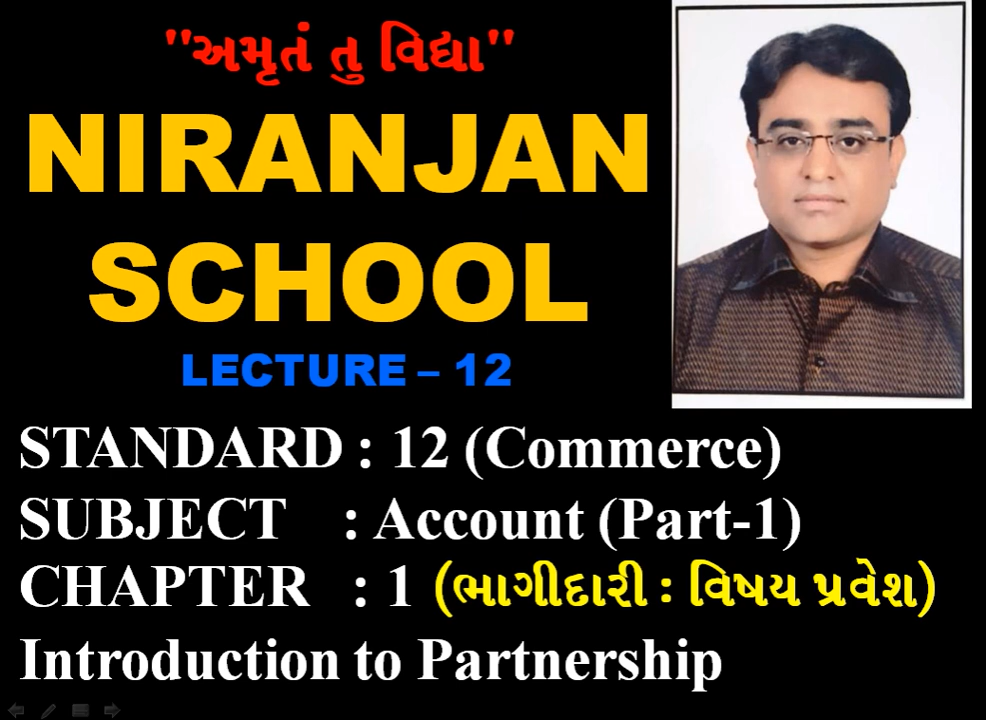 "અમૃતં તુ વિદ્યા"
NIRANJAN
SCHOOL
LECTURE – 12
STANDARD : 12 (Commerce)
SUBJECT : Account (Part-1)
CHAPTER : 1 (ભાગીદારી : વિષય પ્રવેશ)
Introduction to Partnership